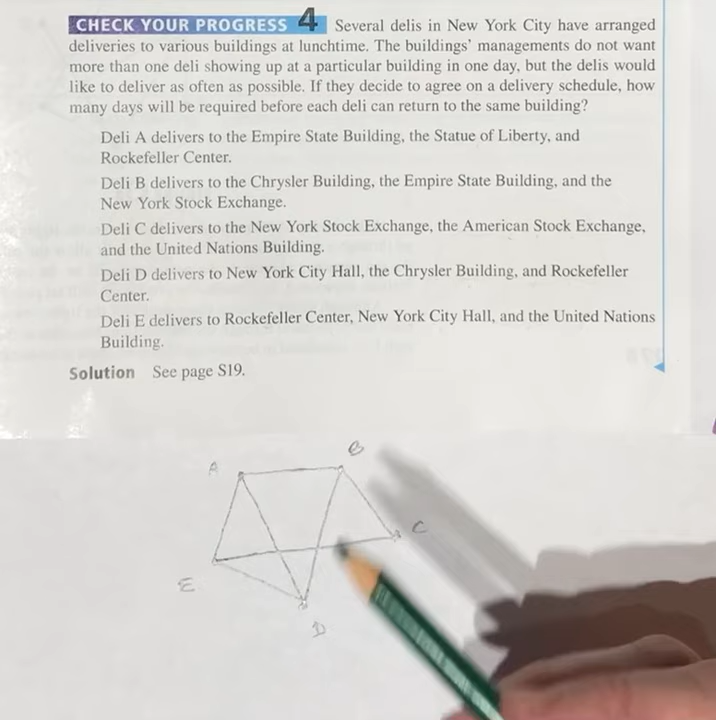 CHECK YOUR PROGRESS 4 Several delis in New York City have arranged
deliveries to various buildings at lunchtime. The buildings' managements do not want
more than one deli showing up at a particular building in one day, but the delis would
like to deliver as often as possible. If they decide to agree on a delivery schedule, how
many days will be required before each deli can return to the same building?
Deli A delivers to the Empire State Building, the Statue of Liberty, and
Rockefeller Center.
Deli B delivers to the Chrysler Building, the Empire State Building, and the
New York Stock Exchange.
Deli C delivers to the New York Stock Exchange, the American Stock Exchange,
and the United Nations Building.
Deli D delivers to New York City Hall, the Chrysler Building, and Rockefeller
Center.
Deli E delivers to Rockefeller Center, New York City Hall, and the United Nations
Building.
Solution See page S19.
B
A
C
E
D